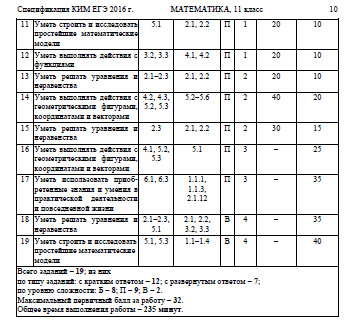 Спецификация КИМ ЕГЭ 2016 г. МАТЕМАТИКА, 11 класс 10
11 Уметь строить и исследовать 5.1 2.1, 2.2 П 1 20 10
простейшие математические
модели
12 Уметь выполнять действия с 3.2, 3.3 4.1, 4.2 П 1 20 10
функциями
13 Уметь решать уравнения и 2.1–2.3 2.1, 2.2 П 2 20 10
неравенства
14 Уметь выполнять действия с 4.2, 4.3, 5.2–5.6 П 2 40 20
геометрическими фигурами, 5.2, 5.3
координатами и векторами
15 Уметь решать уравнения и 2.3 2.1, 2.2 П 2 30 15
неравенства
16 Уметь выполнять действия с 4.1, 5.2, 5.1 П 3 – 25
геометрическими фигурами, 5.3
координатами и векторами
17 Уметь использовать приоб- 6.1, 6.3 1.1.1, П 3 – 35
ретенные знания и умения в 1.1.3,
практической деятельности 2.1.12
и повседневной жизни
18 Уметь решать уравнения и 2.1–2.3, 2.1, 2.2, В 4 – 35
неравенства 5.1 3.2, 3.3
19 Уметь строить и исследовать 5.1, 5.3 1.1–1.4 В 4 – 40
простейшие математические
модели
Всего заданий – 19; из них
по типу заданий: с кратким ответом – 12; с развернутым ответом – 7;
по уровню сложности: Б – 8; П – 9; В – 2.
Максимальный первичный балл за работу – 32.
Общее время выполнения работы – 235 минут.